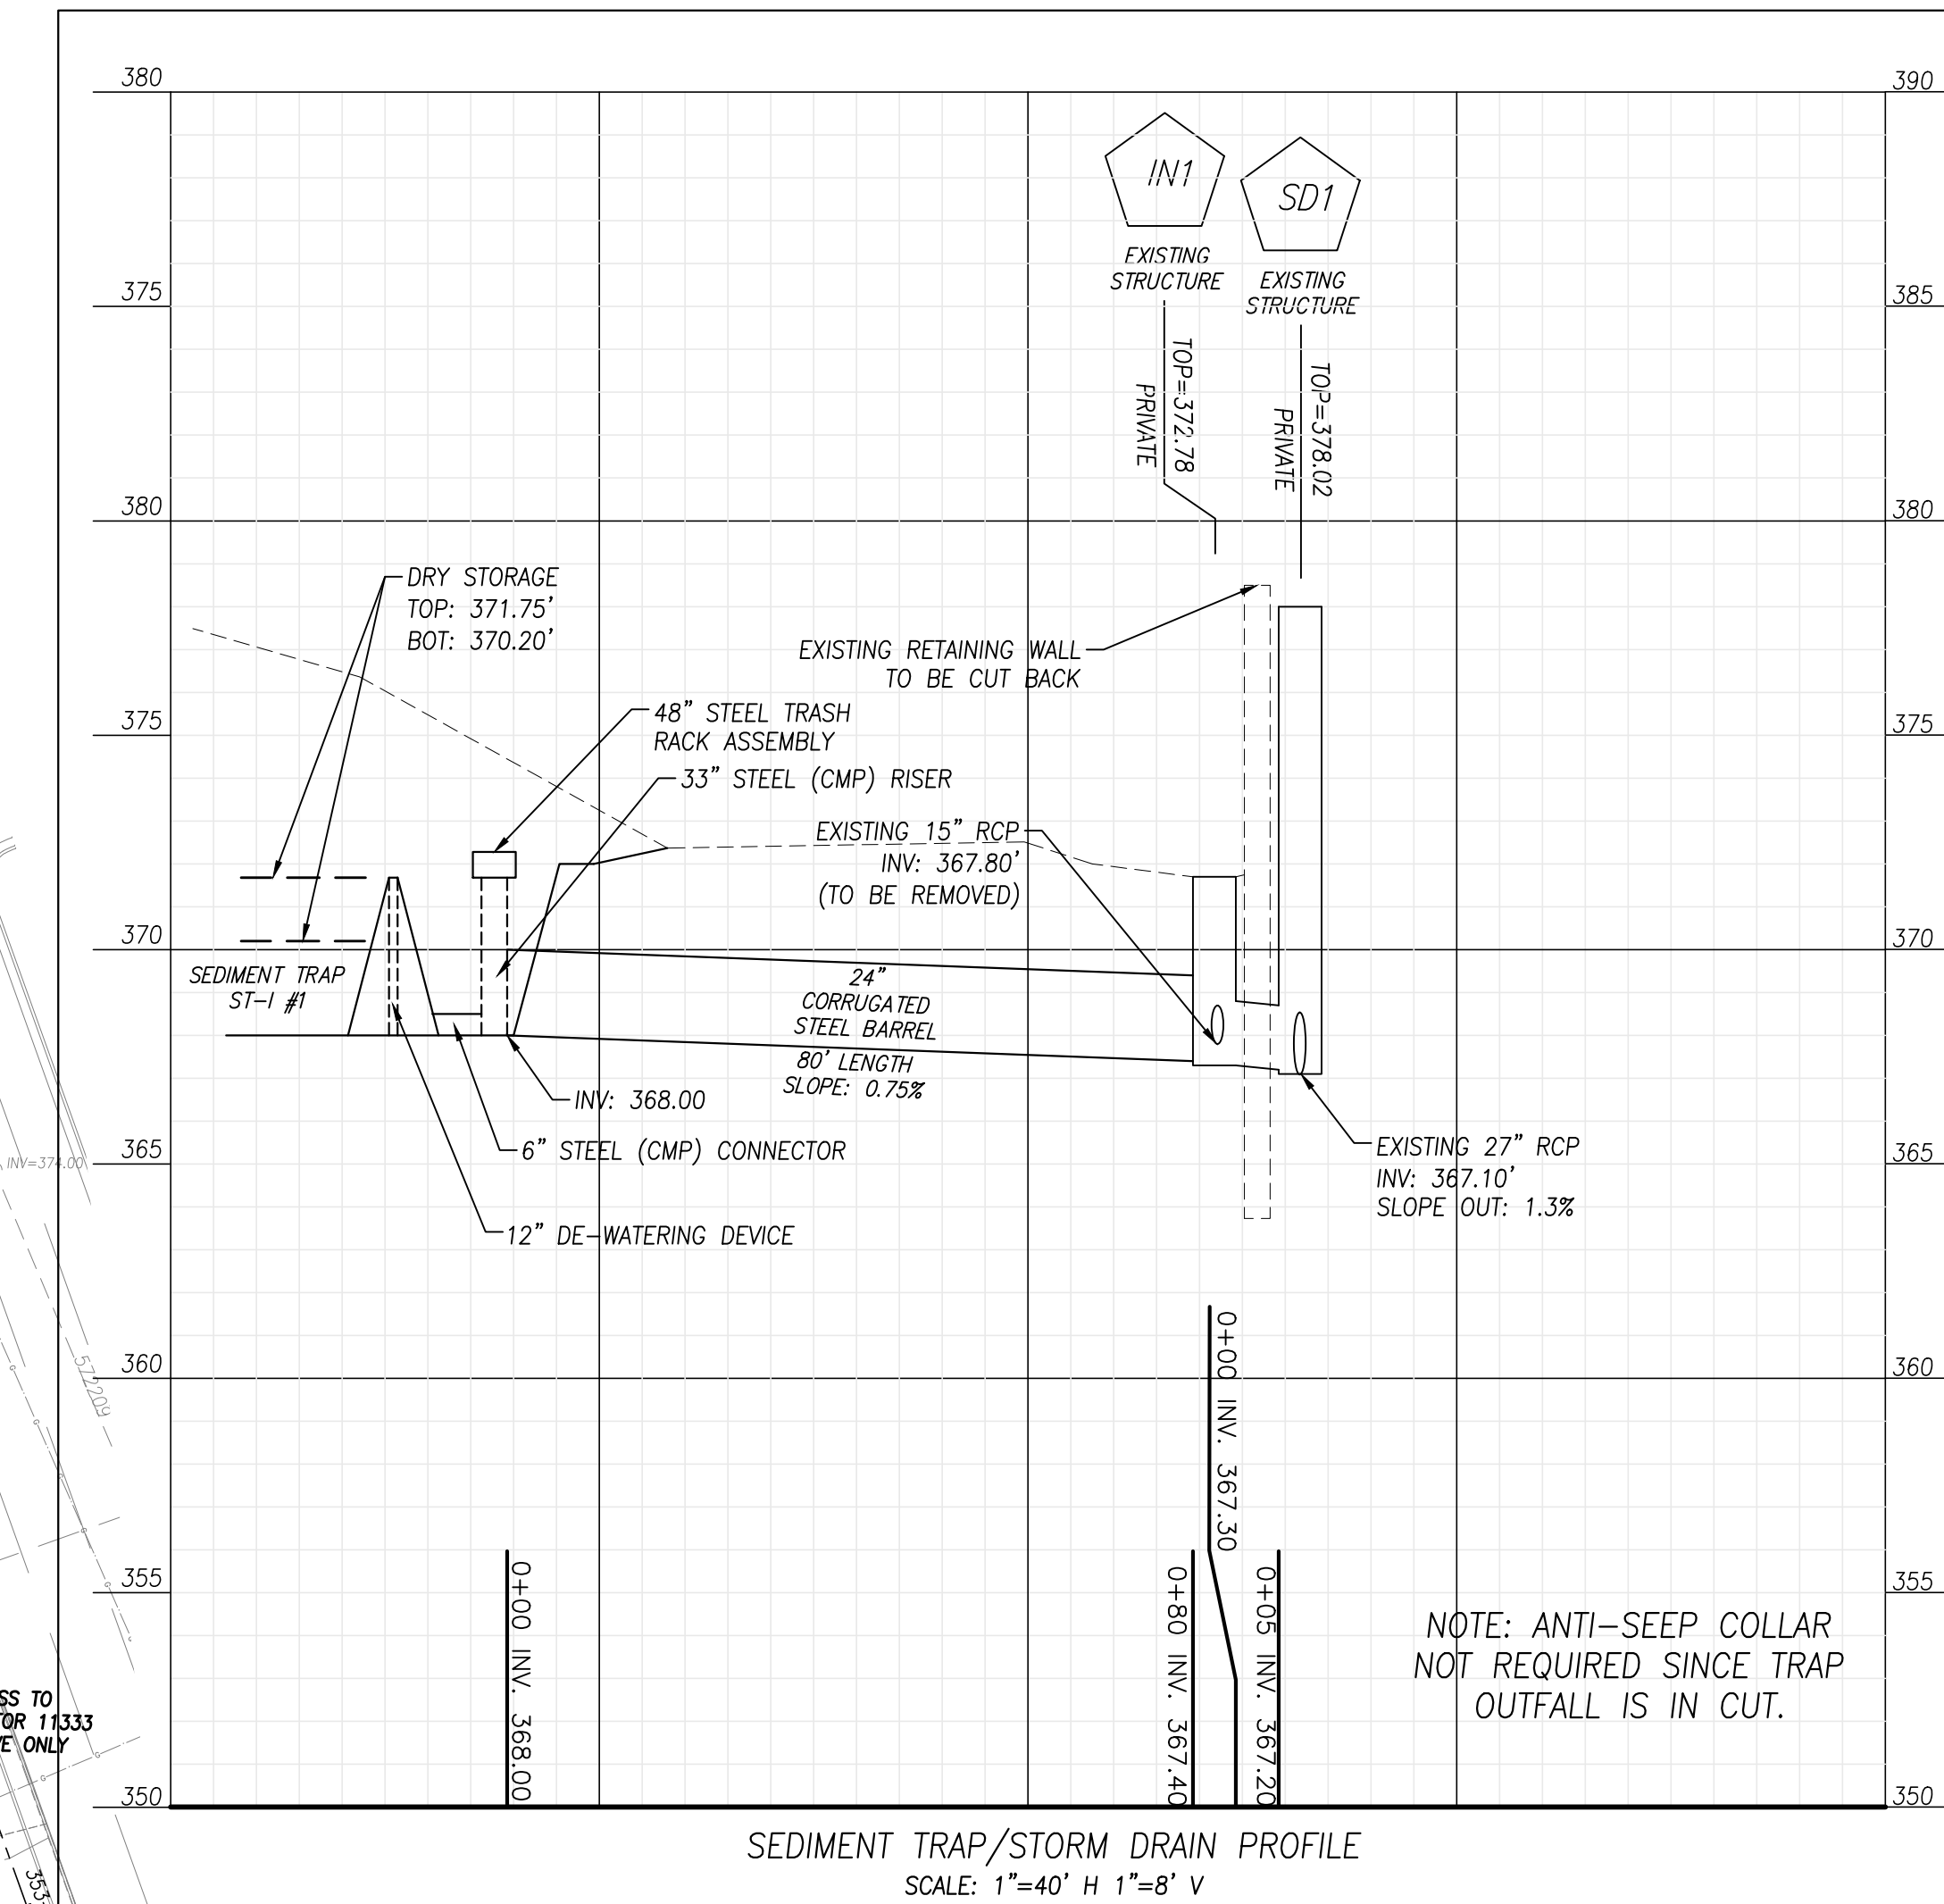 380
390
IN1
SD1
EXISTING
STRUCTURE
EXISTING
STRUCTURE
375
385
TOP=372.78
PRIVATE
TOP=378.02
PRIVATE
380
380
DRY STORAGE
TOP: 371.75'
BOT: 370.20'
EXISTING RETAINING WALL
TO BE CUT BACK
48" STEEL TRASH
RACK ASSEMBLY
375
375
33" STEEL (CMP) RISER
EXISTING 15" RCP
INV: 367.80'
(TO BE REMOVED)
370
370
SEDIMENT TRAP
ST-I #1
24"
CORRUGATED
STEEL BARREL
80' LENGTH
SLOPE: 0.75%
INV: 368.00
6" STEEL (CMP) CONNECTOR
EXISTING 27" RCP
INV: 367.10'
SLOPE OUT: 1.3%
365
365
INV=374.00
12" DE-WATERING DEVICE
360
360
572209
0+00 INV. 367.30
355
355
0+00 INV. 368.00
0+80 INV. 367.40
0+05 INV. 367.20
NOTE: ANTI-SEEP COLLAR
NOT REQUIRED SINCE TRAP
OUTFALL IS IN CUT.
SS TO
OR 11333
E ONLY
350
350
G
G
G
G
G
G
G
SEDIMENT TRAP/STORM DRAIN PROFILE
SCALE: 1"=40' H 1"=8' V
353